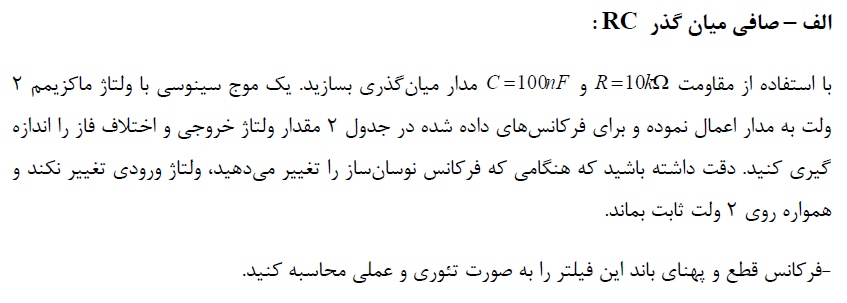 الف – صافی میان گذر RC :
با استفاده از مقاومت R=10kΩ و C=100nF مدار میان‌گذری بسازید. یک موج سینوسی با ولتاژ ماکزیمم ۲
ولت به مدار اعمال نموده و برای فرکانس‌های داده شده در جدول ۲ مقدار ولتاژ خروجی و اختلاف فاز را اندازه
گیری کنید. دقت داشته باشید که هنگامی که فرکانس نوسان‌ساز را تغییر می‌دهید، ولتاژ ورودی تغییر نکند و
همواره روی ۲ ولت ثابت بماند.
-فرکانس قطع و پهنای باند این فیلتر را به صورت تئوری و عملی محاسبه کنید.